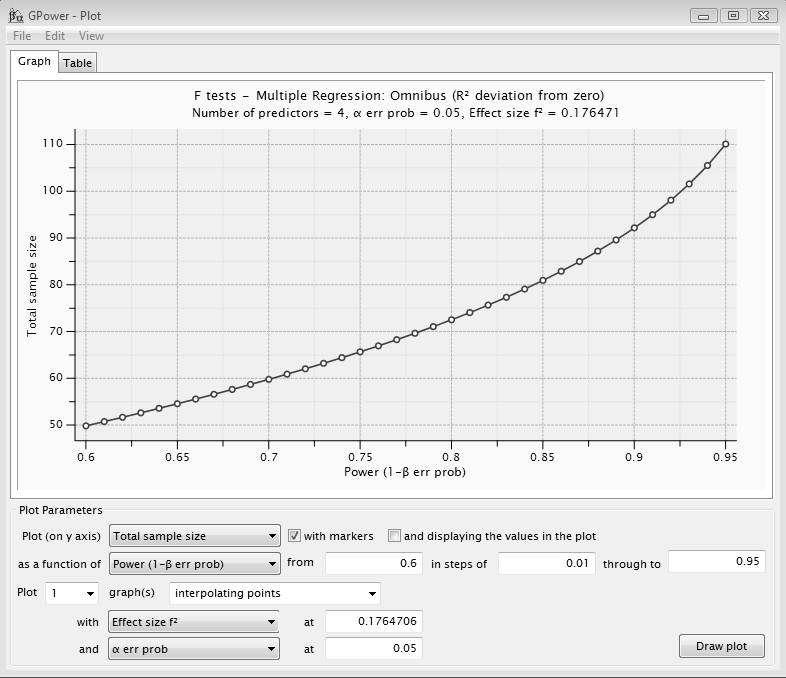 GPower - Plot
File Edit View
Graph Table
F tests – Multiple Regression: Omnibus (R² deviation from zero)
Number of predictors = 4, α err prob = 0.05, Effect size f² = 0.176471
110
100
90
80
70
60
50
Total sample size
0.6 0.65 0.7 0.75 0.8 0.85 0.9 0.95
Power (1-β err prob)
Plot Parameters
Plot (on y axis) Total sample size with markers and displaying the values in the plot
as a function of Power (1-β err prob) from 0.6 in steps of 0.01 through to 0.95
Plot 1 graph(s) interpolating points
with Effect size f² at 0.1764706
and α err prob at 0.05 Draw plot